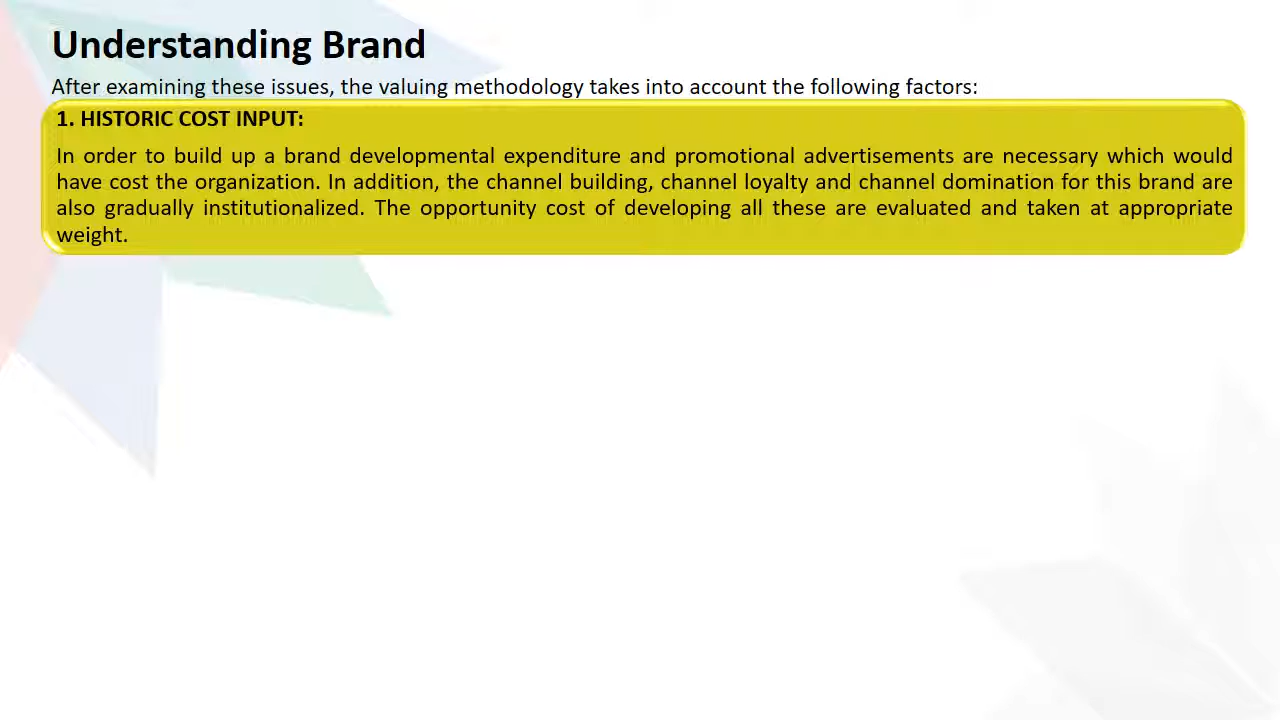 Understanding Brand
After examining these issues, the valuing methodology takes into account the following factors:
1. HISTORIC COST INPUT:
In order to build up a brand developmental expenditure and promotional advertisements are necessary which would
have cost the organization. In addition, the channel building, channel loyalty and channel domination for this brand are
also gradually institutionalized. The opportunity cost of developing all these are evaluated and taken at appropriate
weight.